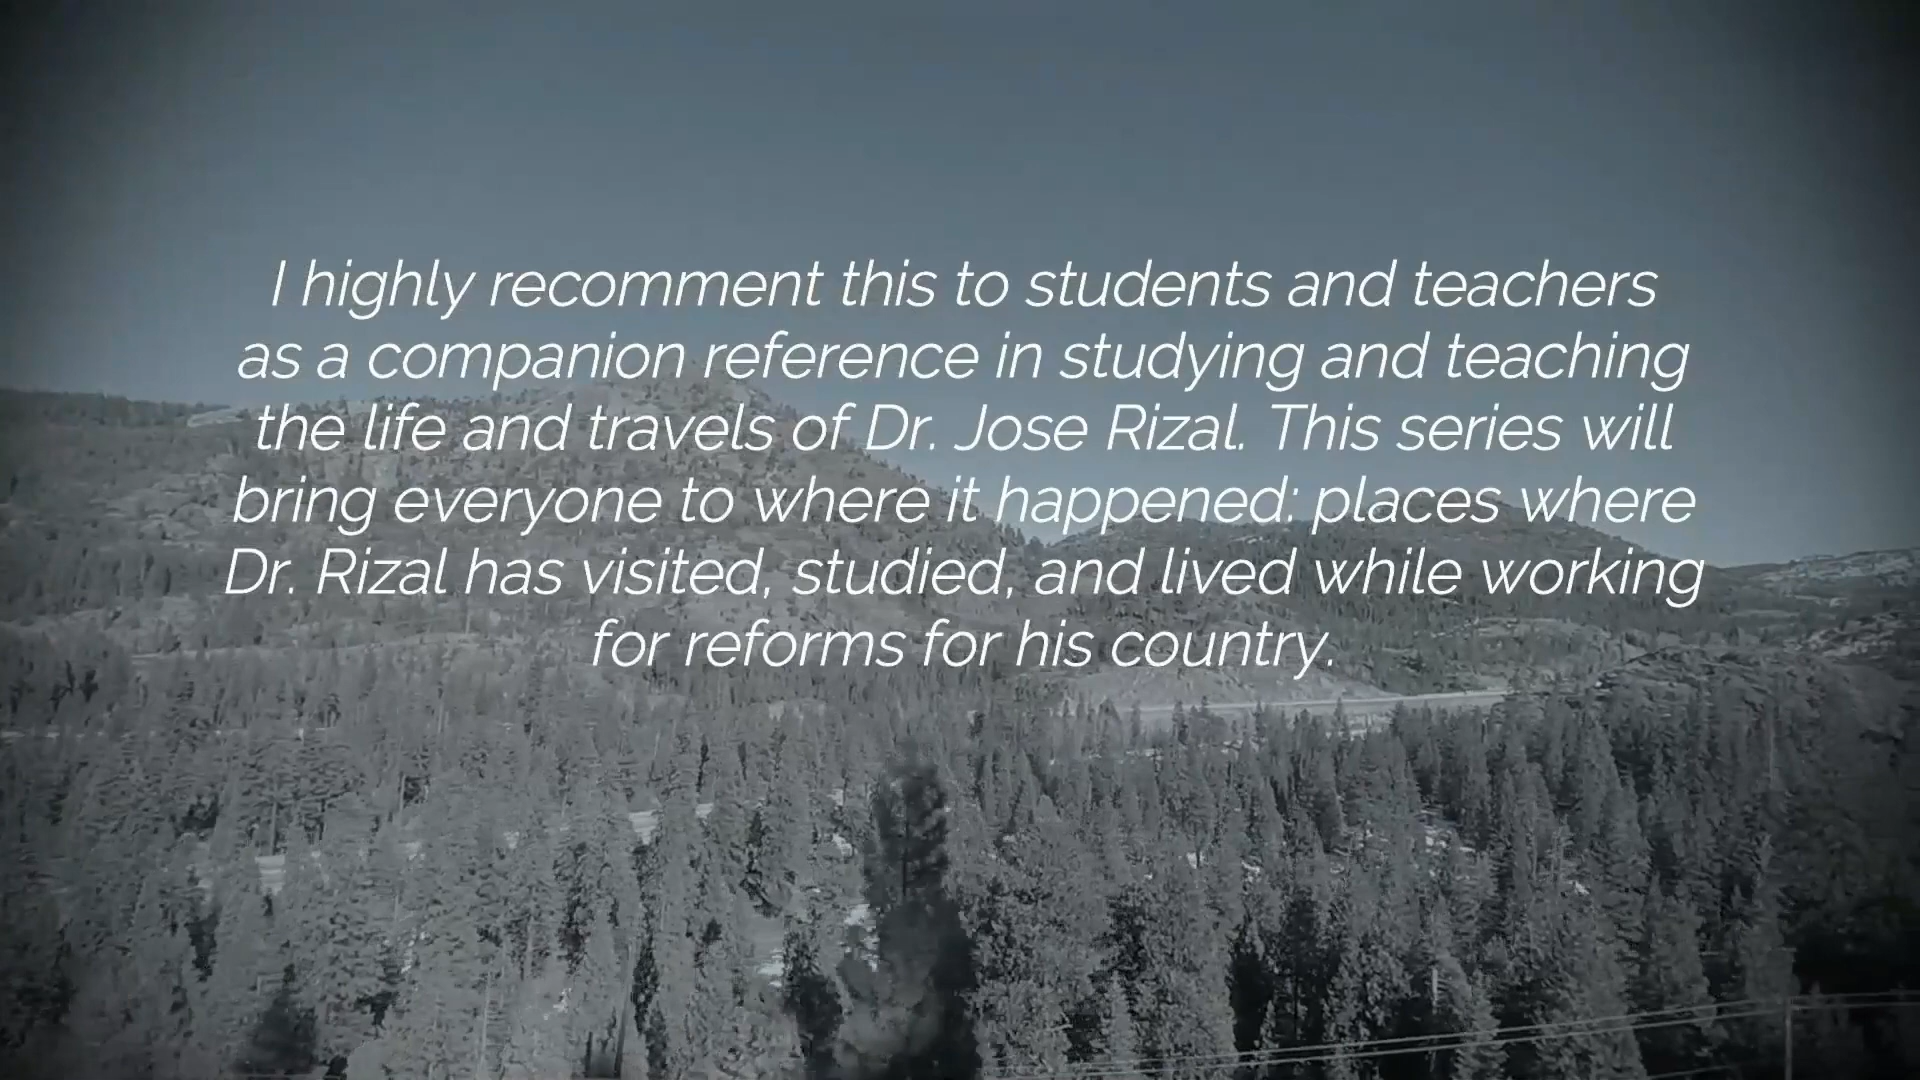 I highly recomment this to students and teachers
as a companion reference in studying and teaching
the life and travels of Dr. Jose Rizal. This series will
bring everyone to where it happened: places where
Dr. Rizal has visited, studied, and lived while working
for reforms for his country.